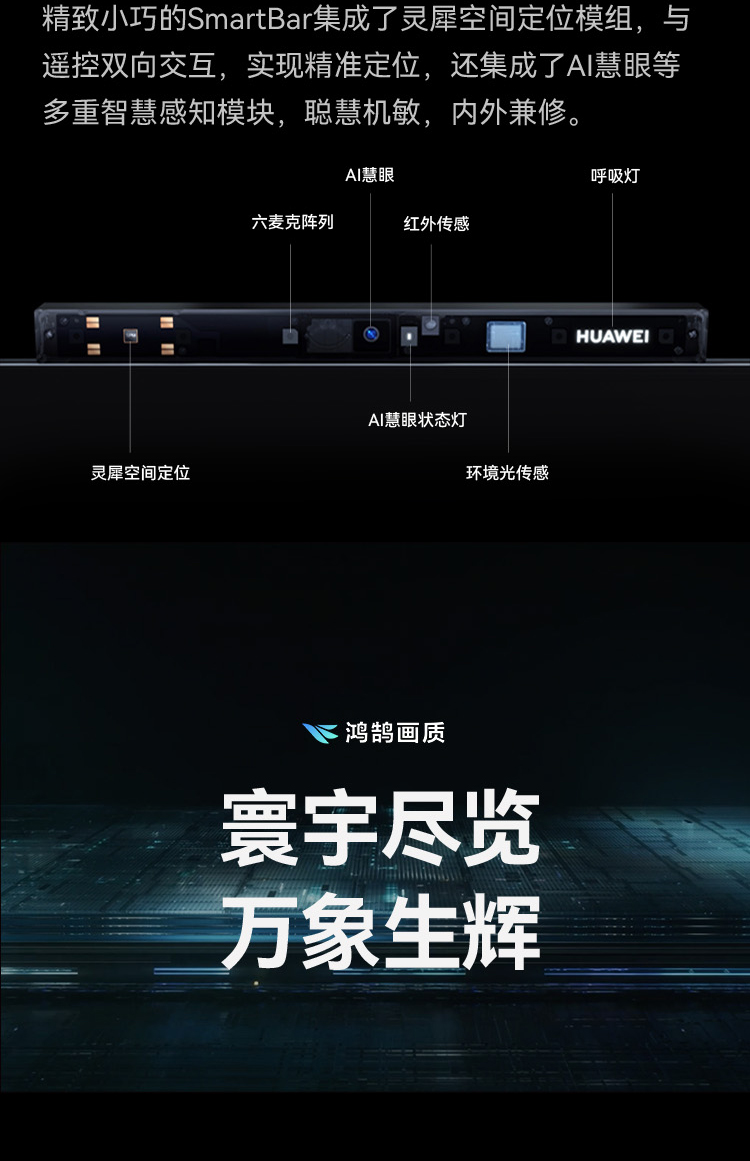 精致小巧的SmartBar集成了灵犀空间定位模组，与
遥控双向交互，实现精准定位，还集成了AI慧眼等
多重智慧感知模块，聪慧机敏，内外兼修。
AI慧眼
呼吸灯
六麦克阵列
红外传感
HUAWEI
AI慧眼状态灯
灵犀空间定位
环境光传感
鸿鹄画质
寰宇尽览
万象生辉